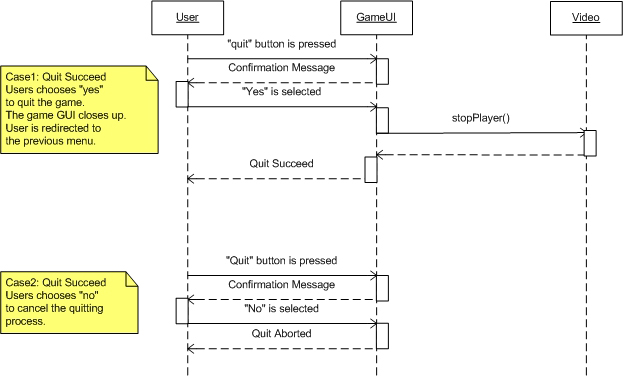 User
GameUI
Video
"quit" button is pressed
Confirmation Message
Case1: Quit Succeed
Users chooses "yes"
to quit the game.
The game GUI closes up.
User is redirected to
the previous menu.
"Yes" is selected
stopPlayer()
Quit Succeed
"Quit" button is pressed
Confirmation Message
Case2: Quit Succeed
Users chooses "no"
to cancel the quitting
process.
"No" is selected
Quit Aborted